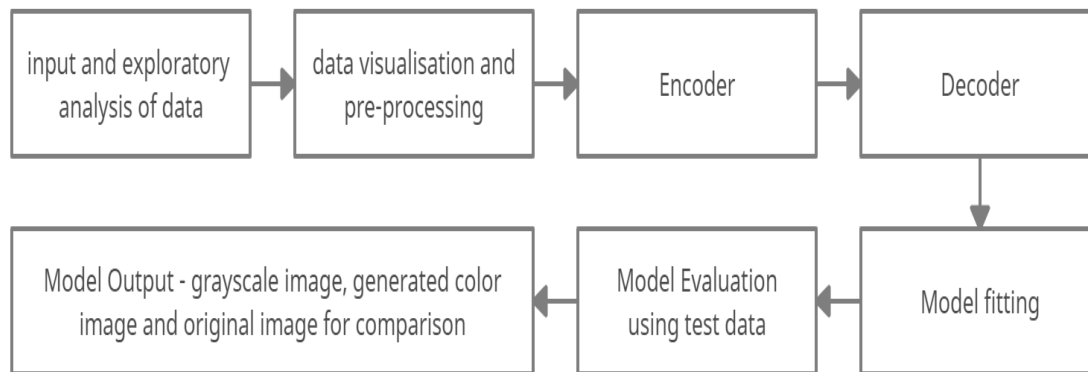 input and exploratory
analysis of data
data visualisation and
pre-processing
Encoder
Decoder
Model fitting
Model Evaluation
using test data
Model Output - grayscale image, generated color
image and original image for comparison